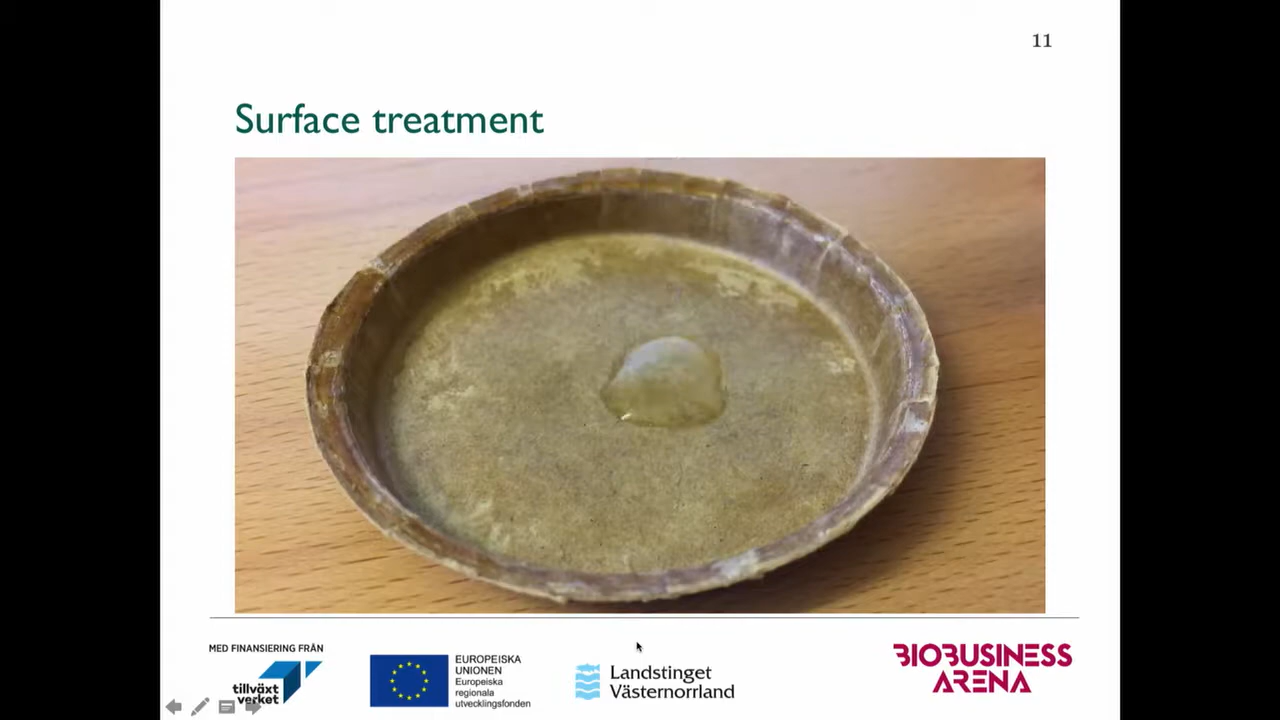 11
Surface treatment
MED FINANSIERING FRÅN
tillväxt
verket
EUROPEISKA
UNIONEN
Europeiska
regionala
utvecklingsfonden
Landstinget
Västernorrland
BIOBUSINESS
ARENA